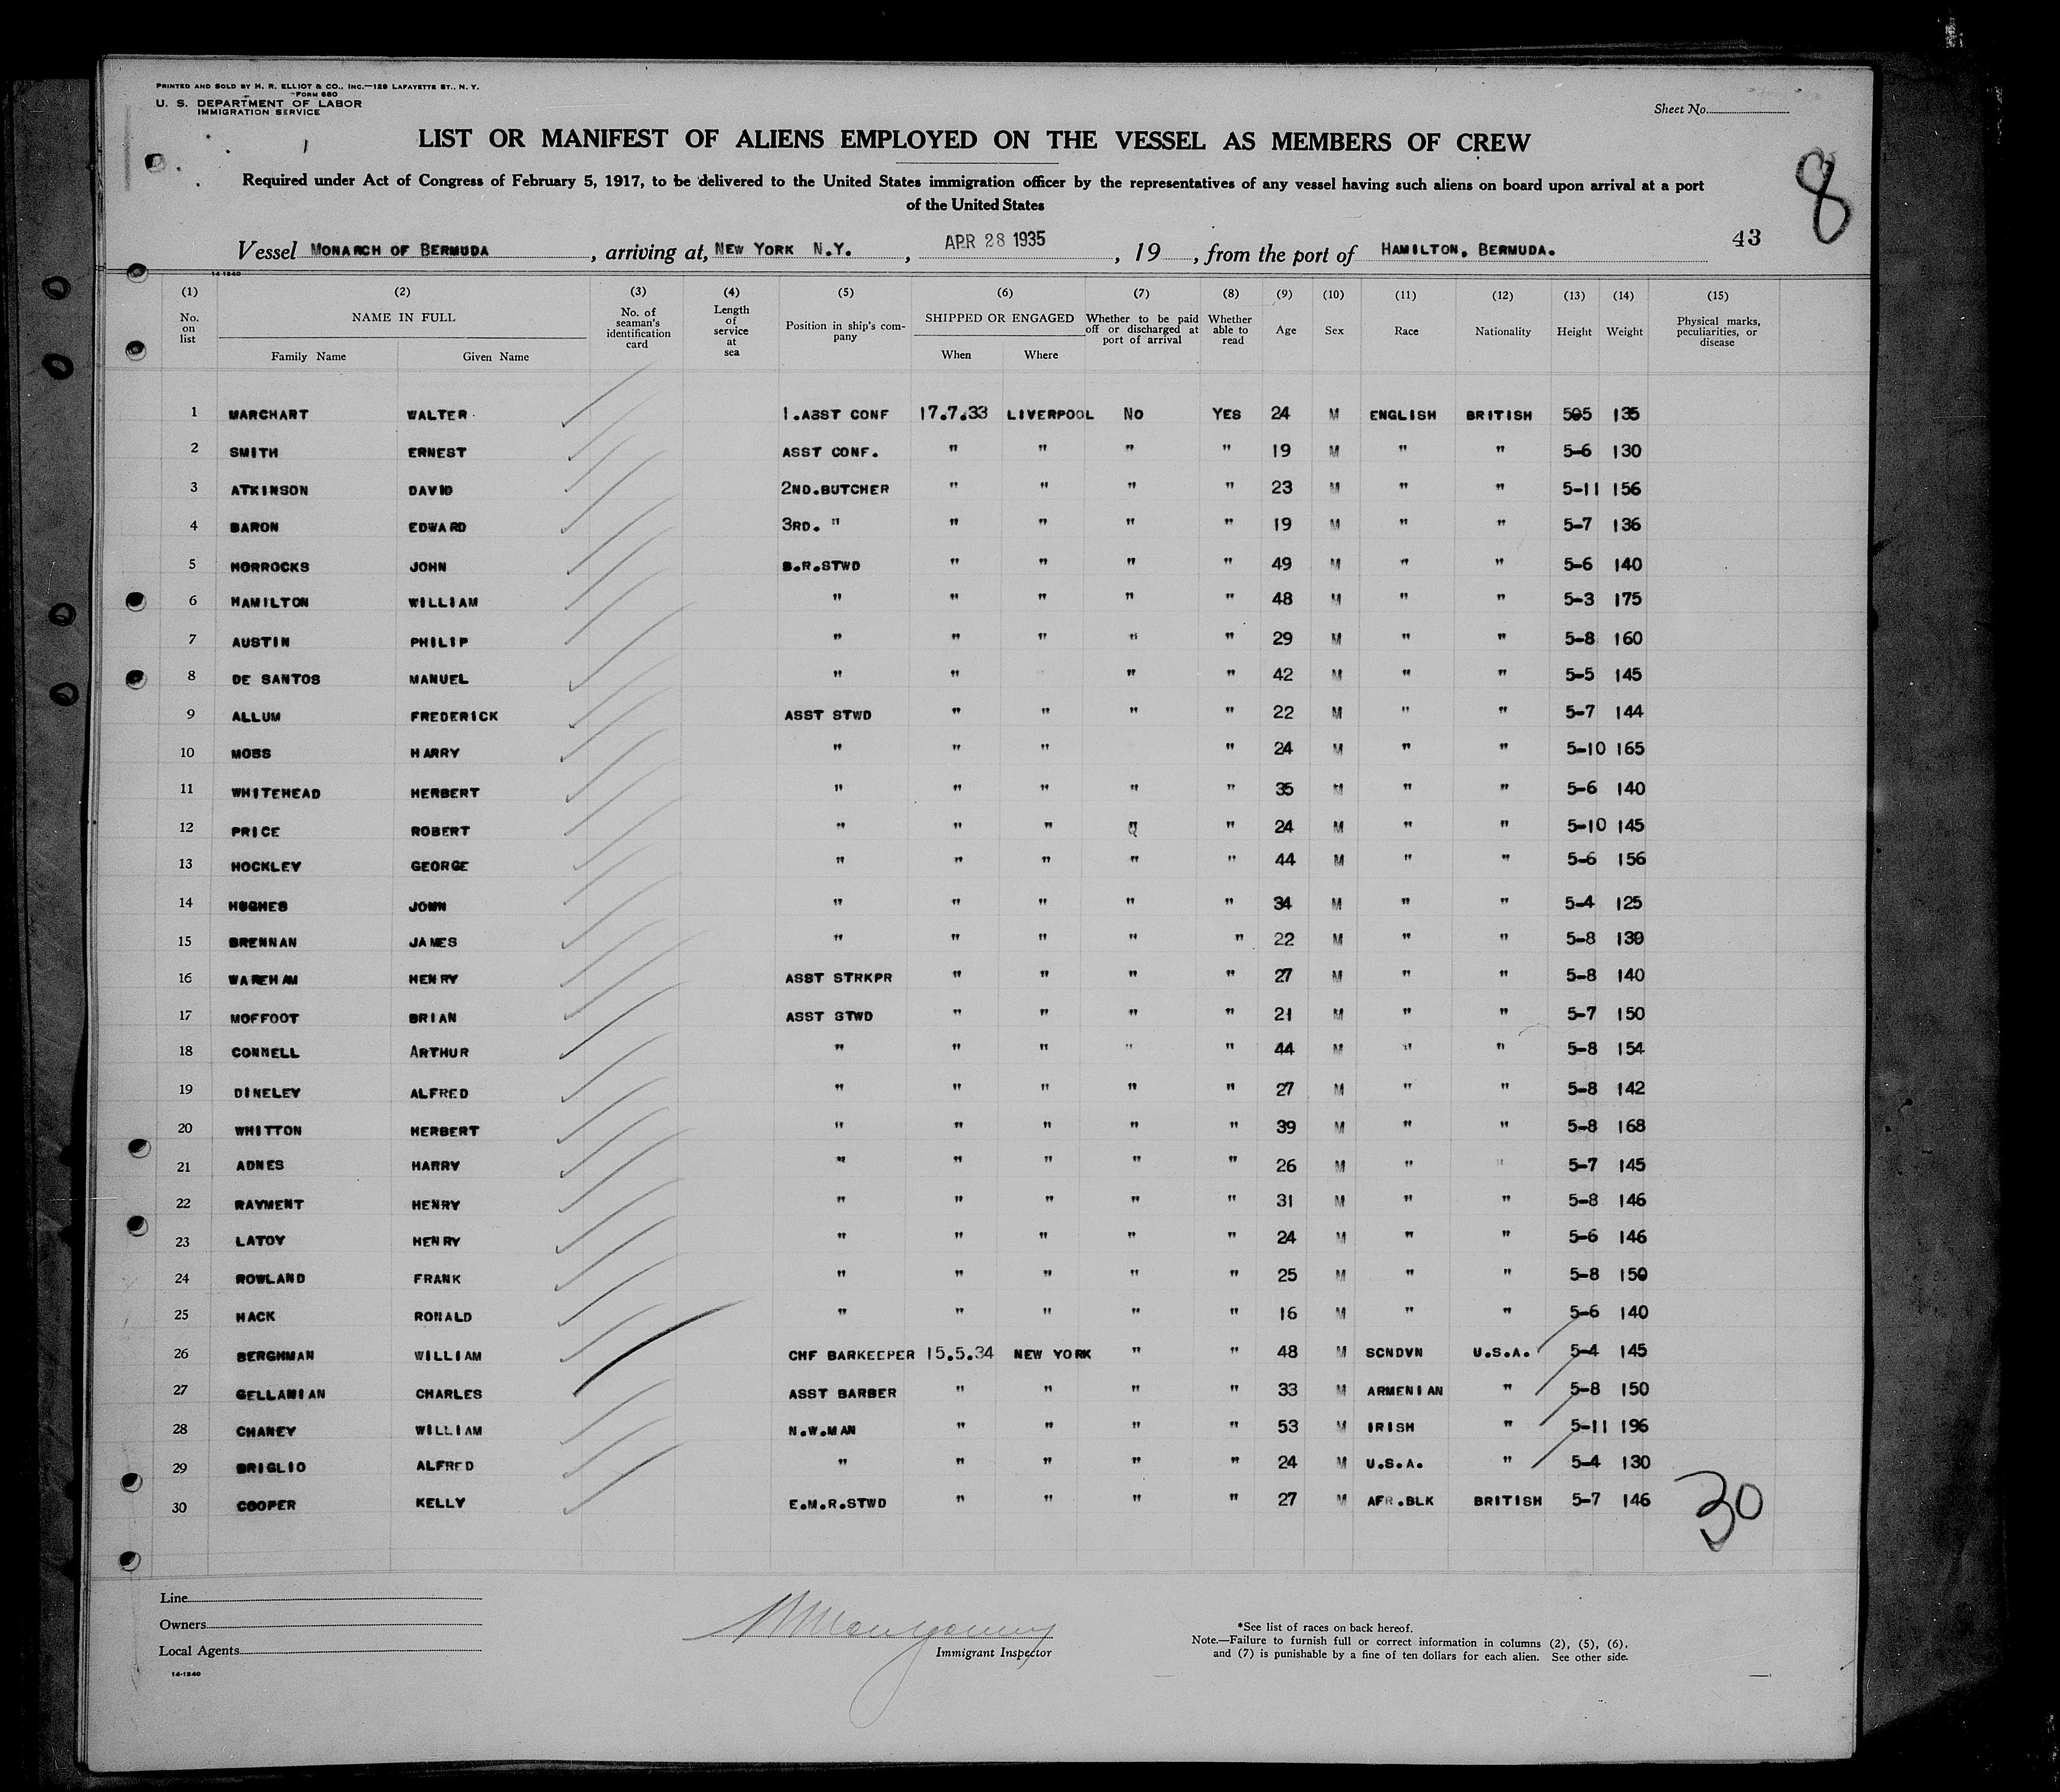 PRINTED AND SOLD BY H. R. ELLIOT & CO., INC.—129 LAFAYETTE ST., N. Y.
FORM 680
U. S. DEPARTMENT OF LABOR
IMMIGRATION SERVICE
Sheet No.
LIST OR MANIFEST OF ALIENS EMPLOYED ON THE VESSEL AS MEMBERS OF CREW
8
Required under Act of Congress of February 5, 1917, to be delivered to the United States immigration officer by the representatives of any vessel having such aliens on board upon arrival at a port
of the United States
Vessel MONARCH OF BERMUDA, arriving at, NEW YORK N.Y., APR 28 1935, 19, from the port of HAMILTON, BERMUDA. 43
14-1240
(1) (2) (3) (4) (5) (6) (7) (8) (9) (10) (11) (12) (13) (14) (15)
No. on list NAME IN FULL Family Name Given Name No. of seaman's identification card Length of service at sea Position in ship's company SHIPPED OR ENGAGED When Where Whether to be paid off or discharged at port of arrival Whether able to read Age Sex Race Nationality Height Weight Physical marks, peculiarities, or disease
1 MARCHART WALTER 1.ASST CONF 17.7.33 LIVERPOOL NO YES 24 M ENGLISH BRITISH 505 135
2 SMITH ERNEST ASST CONF. " " " " 19 M " " 5-6 130
3 ATKINSON DAVID 2ND.BUTCHER " " " " 23 M " " 5-11 156
4 BARON EDWARD 3RD. " " " " " 19 M " " 5-7 136
5 HORROCKS JOHN B.R.STWD " " " " 49 M " " 5-6 140
6 HAMILTON WILLIAM " " " " " 48 M " " 5-3 175
7 AUSTIN PHILIP " " " " " 29 M " " 5-8 160
8 DE SANTOS MANUEL " " " " 42 M " " 5-5 145
9 ALLUM FREDERICK ASST STWD " " " " 22 M " " 5-7 144
10 MOSS HARRY " " " " 24 M " " 5-10 165
11 WHITEHEAD HERBERT " " " " " 35 M " " 5-6 140
12 PRICE ROBERT " " " " " 24 M " " 5-10 145
13 HOCKLEY GEORGE " " " " " 44 M " " 5-6 156
14 HUGHES JOHN " " " " " 34 M " " 5-4 125
15 BRENNAN JAMES " " " " " 22 M " " 5-8 130
16 WAREHAM HENRY ASST STRKPR " " " " 27 M " " 5-8 140
17 MOFFOOT BRIAN ASST STWD " " " " 21 M " " 5-7 150
18 CONNELL ARTHUR " " " " " 44 M " " 5-8 154
19 DINELEY ALFRED " " " " " 27 M " " 5-8 142
20 WHITTON HERBERT " " " " " 39 M " " 5-8 168
21 ADNES HARRY " " " " " 26 M " " 5-7 145
22 RAYMENT HENRY " " " " " 31 M " " 5-8 146
23 LATOY HENRY " " " " " 24 M " " 5-6 146
24 ROWLAND FRANK " " " " " 25 M " " 5-8 150
25 HACK RONALD " " " " " 16 M " " 5-6 140
26 BERGHMAN WILLIAM CHF BARKEEPER 15.5.34 NEW YORK " " 48 M SCNDVN U.S.A. 5-4 145
27 GELLANIAN CHARLES ASST BARBER " " " " 33 M ARMENIAN " 5-8 150
28 CHANEY WILLIAM N.W.MAN " " " " 53 M IRISH " 5-11 196
29 BRIGLIO ALFRED " " " " " 24 M U.S.A. " 5-4 130
30 COOPER KELLY E.M.R.STWD " " " " 27 M AFR.BLK BRITISH 5-7 146
30
Line
Owners
Local Agents
14-1240
Immigrant Inspector
*See list of races on back hereof.
Note.—Failure to furnish full or correct information in columns (2), (5), (6),
and (7) is punishable by a fine of ten dollars for each alien. See other side.